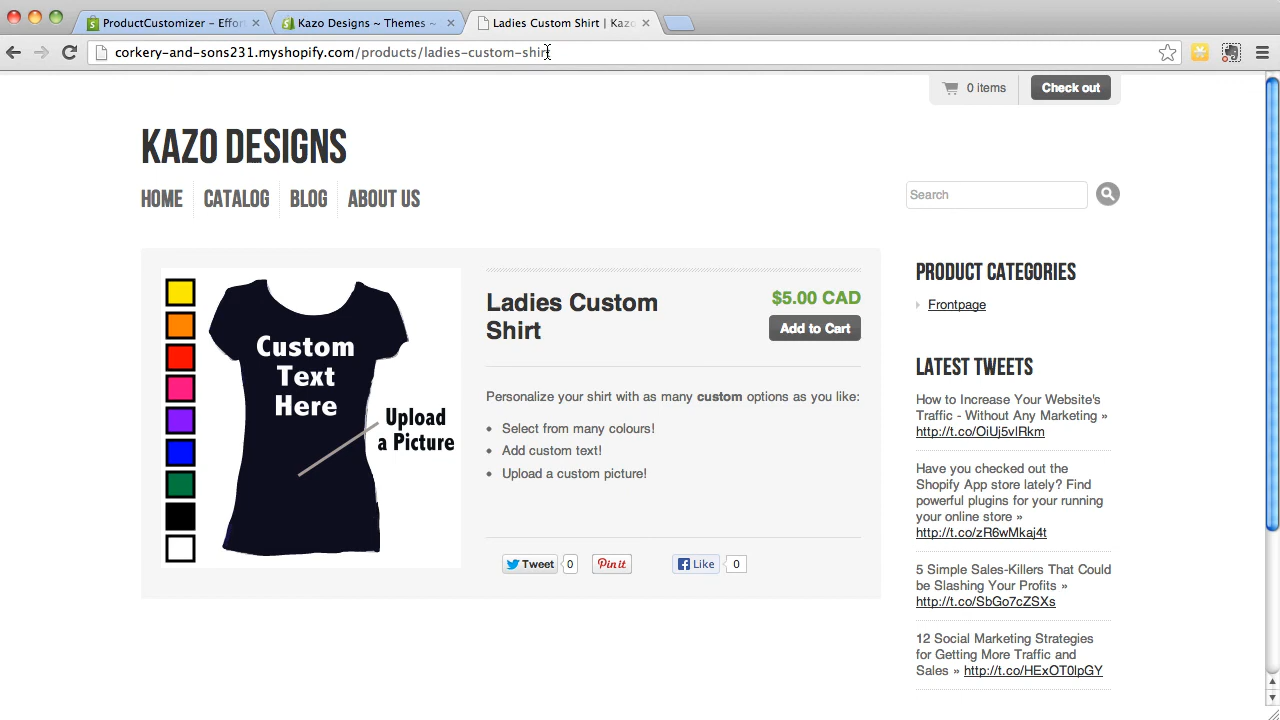 ProductCustomizer – Effor
Kazo Designs ~ Themes ~
Ladies Custom Shirt | Kazo
corkery-and-sons231.myshopify.com/products/ladies-custom-shirt
0 items
Check out
KAZO DESIGNS
HOME
CATALOG
BLOG
ABOUT US
Search
Custom
Text
Here
Upload
a Picture
Ladies Custom
Shirt
$5.00 CAD
Add to Cart
Personalize your shirt with as many custom options as you like:
• Select from many colours!
• Add custom text!
• Upload a custom picture!
Tweet
0
Pin it
Like
0
PRODUCT CATEGORIES
Frontpage
LATEST TWEETS
How to Increase Your Website's
Traffic - Without Any Marketing »
http://t.co/OiUj5vlRkm
Have you checked out the
Shopify App store lately? Find
powerful plugins for your running
your online store »
http://t.co/zR6wMkaj4t
5 Simple Sales-Killers That Could
be Slashing Your Profits »
http://t.co/SbGo7cZSXs
12 Social Marketing Strategies
for Getting More Traffic and
Sales » http://t.co/HExOT0lpGY